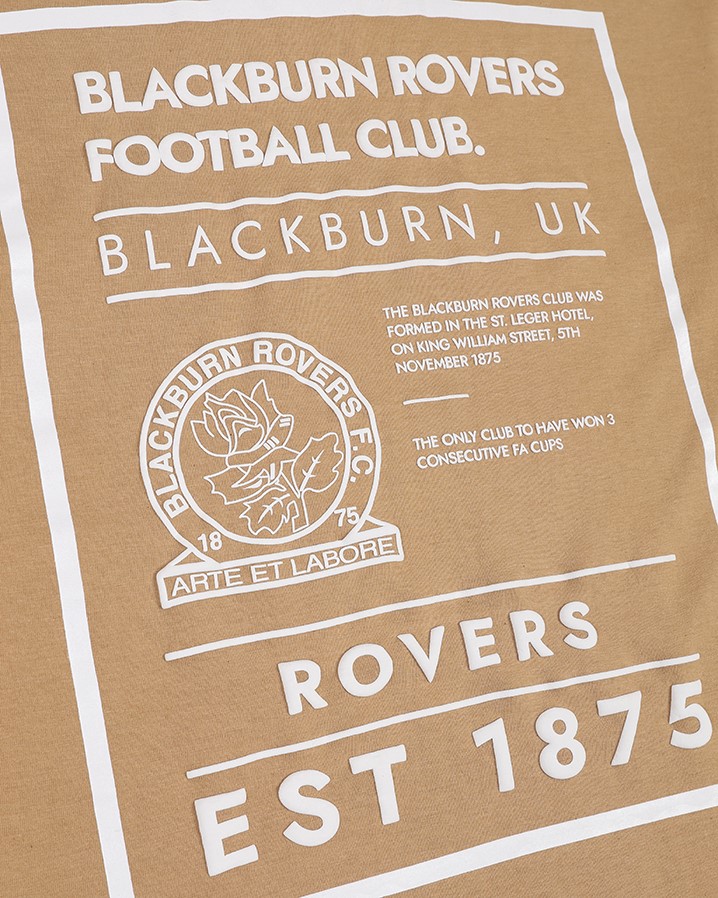 BLACKBURN ROVERS
FOOTBALL CLUB.
BLACKBURN, UK
THE BLACKBURN ROVERS CLUB WAS
FORMED IN THE ST. LEGER HOTEL,
ON KING WILLIAM STREET, 5TH
NOVEMBER 1875
THE ONLY CLUB TO HAVE WON 3
CONSECUTIVE FA CUPS
BLACKBURN ROVERS F.C.
18 75
ARTE ET LABORE
ROVERS
EST 1875